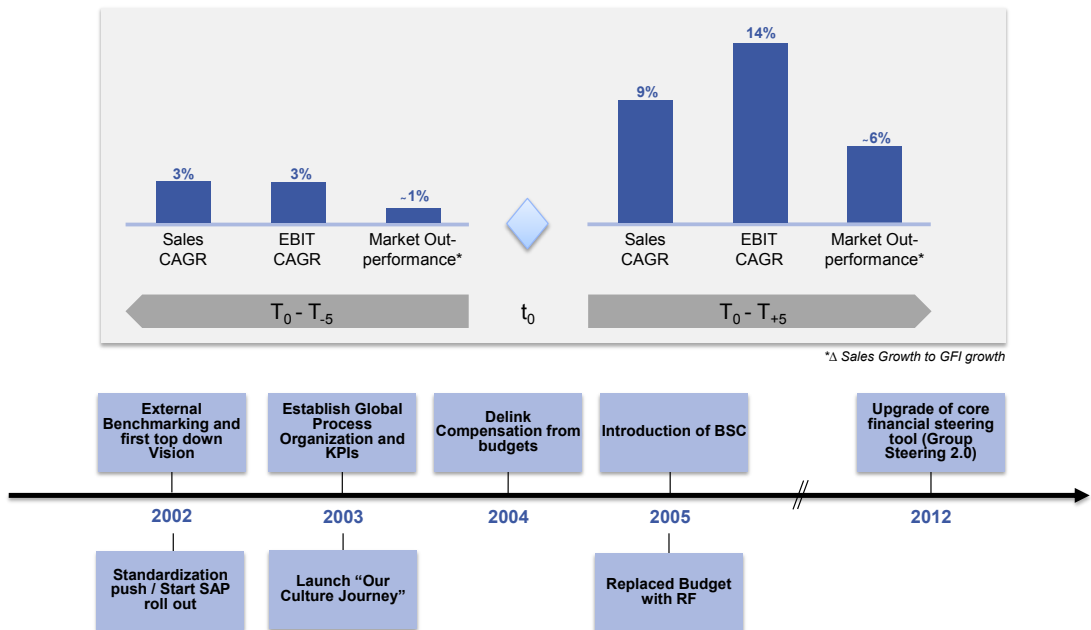 3%
3%
~1%
9%
14%
~6%
Sales
CAGR
EBIT
CAGR
Market Out-
performance*
Sales
CAGR
EBIT
CAGR
Market Out-
performance*
T0 - T-5
t0
T0 - T+5
*Δ Sales Growth to GFI growth
External
Benchmarking and
first top down
Vision
Establish Global
Process
Organization and
KPIs
Delink
Compensation from
budgets
Introduction of BSC
Upgrade of core
financial steering
tool (Group
Steering 2.0)
2002
2003
2004
2005
2012
Standardization
push / Start SAP
roll out
Launch “Our
Culture Journey”
Replaced Budget
with RF